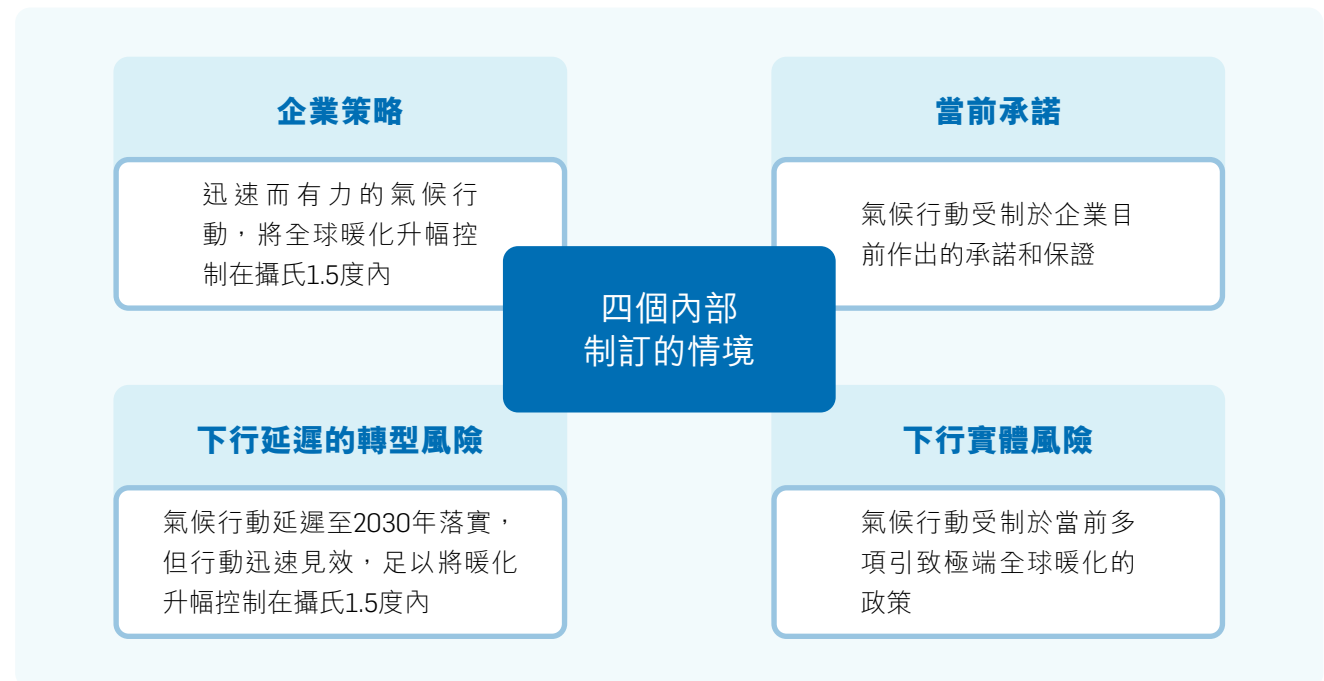 企業策略
迅速而有力的氣候行
動，將全球暖化升幅控
制在攝氏1.5度內
當前承諾
氣候行動受制於企業目
前作出的承諾和保證
四個內部
制訂的情境
下行延遲的轉型風險
氣候行動延遲至2030年落實，
但行動迅速見效，足以將暖化
升幅控制在攝氏1.5度內
下行實體風險
氣候行動受制於當前多
項引致極端全球暖化的
政策